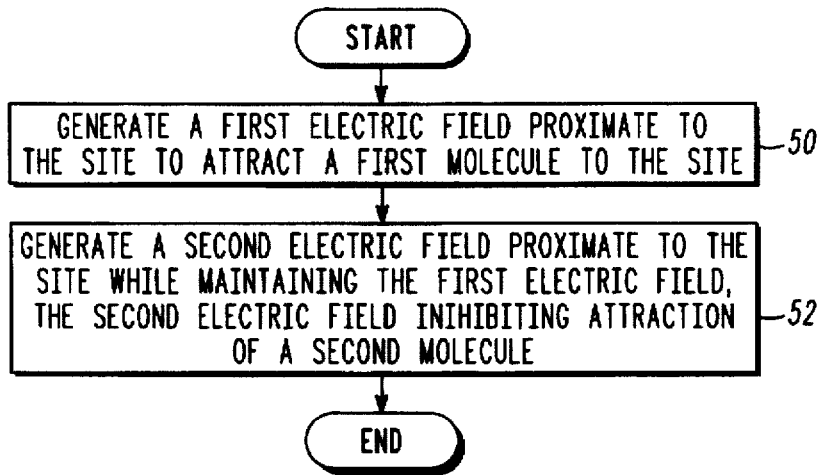 START
GENERATE A FIRST ELECTRIC FIELD PROXIMATE TO
THE SITE TO ATTRACT A FIRST MOLECULE TO THE SITE
50
GENERATE A SECOND ELECTRIC FIELD PROXIMATE TO THE
SITE WHILE MAINTAINING THE FIRST ELECTRIC FIELD,
THE SECOND ELECTRIC FIELD INIHIBITING ATTRACTION
OF A SECOND MOLECULE
52
END